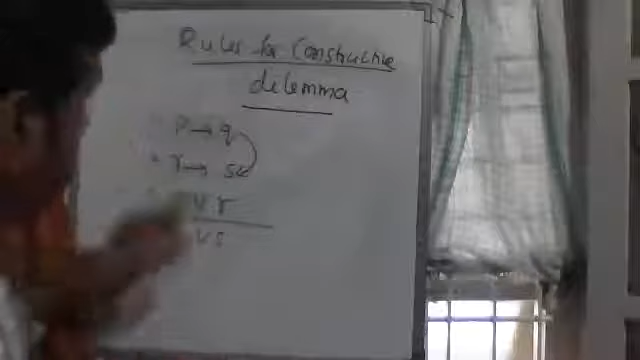 Rules for Constructive
dilemma
P → q
r → s
v r
v s